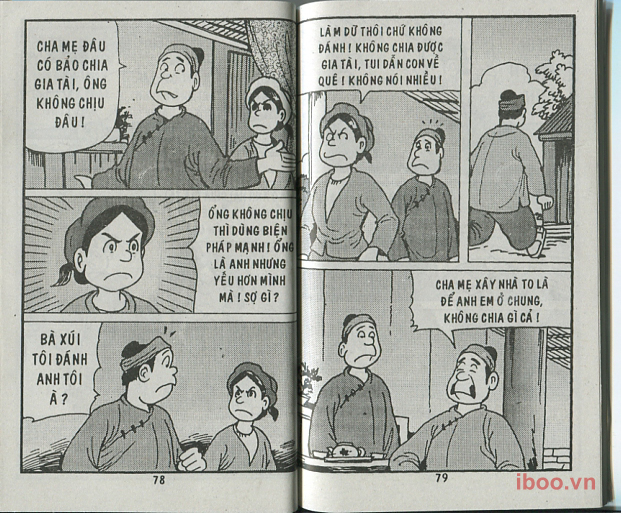 CHA MẸ ĐÂU
CÓ BẢO CHIA
GIA TÀI, ÔNG
KHÔNG CHỊU
ĐÂU!
ỔNG KHÔNG CHỊU
THÌ DÙNG BIỆN
PHÁP MẠNH! ỔNG
LÀ ANH NHƯNG
YẾU HƠN MÌNH
MÀ! SỢ GÌ?
BÀ XÚI
TÔI ĐÁNH
ANH TÔI
À?
78
LÀM DỮ THÔI CHỨ KHÔNG
ĐÁNH! KHÔNG CHIA ĐƯỢC
GIA TÀI, TUI DẪN CON VỀ
QUÊ! KHÔNG NÓI NHIỀU!
CHA MẸ XÂY NHÀ TO LÀ
ĐỂ ANH EM Ở CHUNG,
KHÔNG CHIA GÌ CẢ!
79
iboo.vn